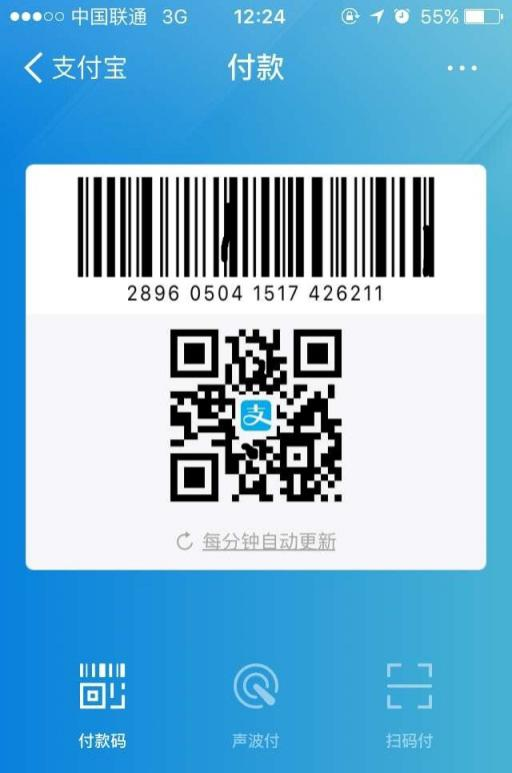 中国联通 3G 12:24 55%
支付宝 付款
2896 0504 1517 426211
支
每分钟自动更新
付款码 声波付 扫码付